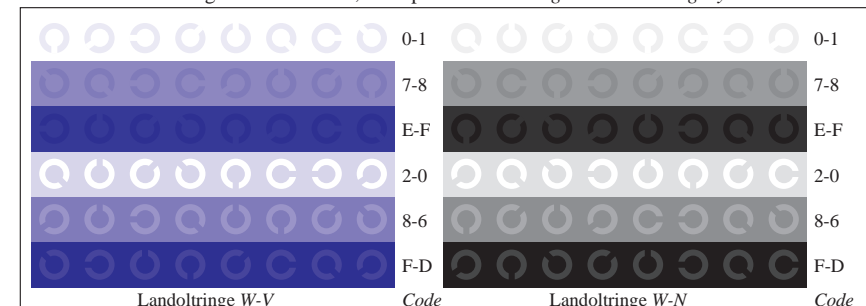 0-1 0-1
7-8 7-8
E-F E-F
2-0 2-0
8-6 8-6
F-D F-D
Landoltringe W-V Code Landoltringe W-N Code